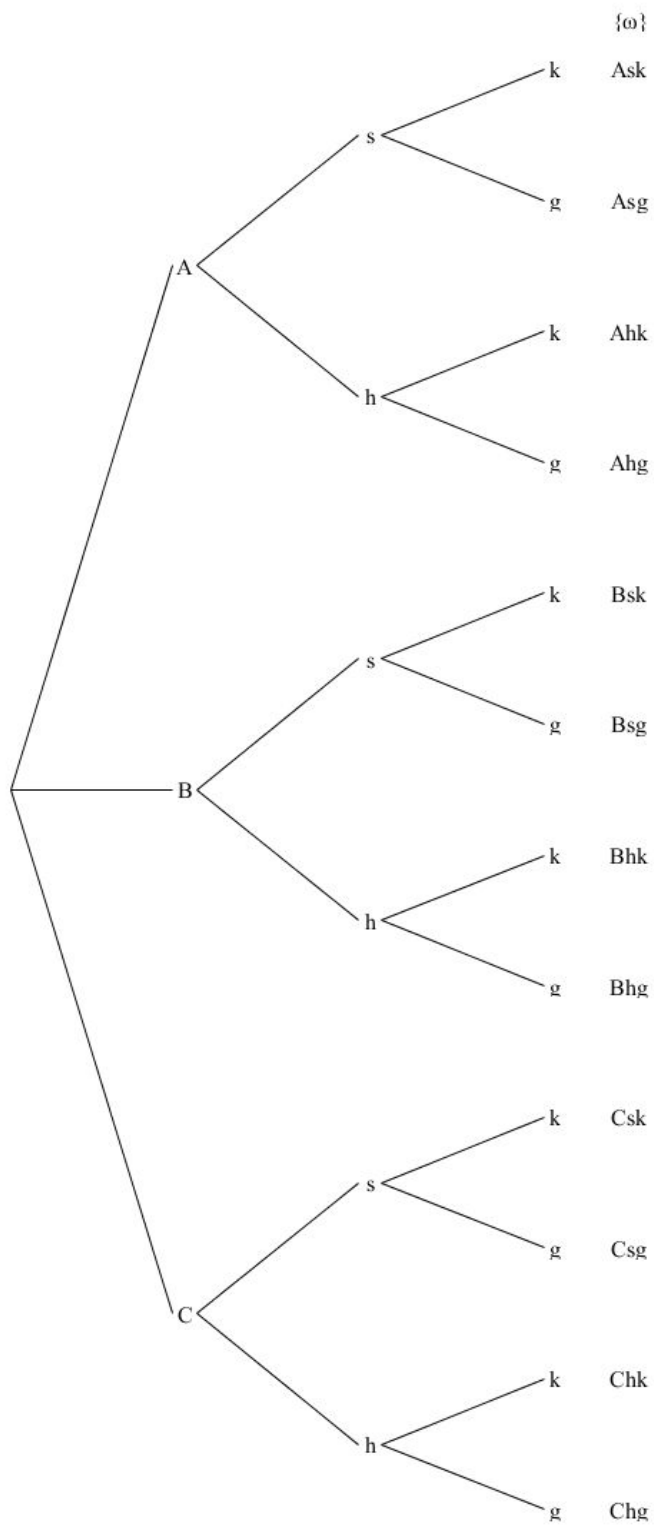 {ω}
k Ask
s
g Asg
A
k Ahk
h
g Ahg
k Bsk
s
g Bsg
B
k Bhk
h
g Bhg
k Csk
s
g Csg
C
k Chk
h
g Chg